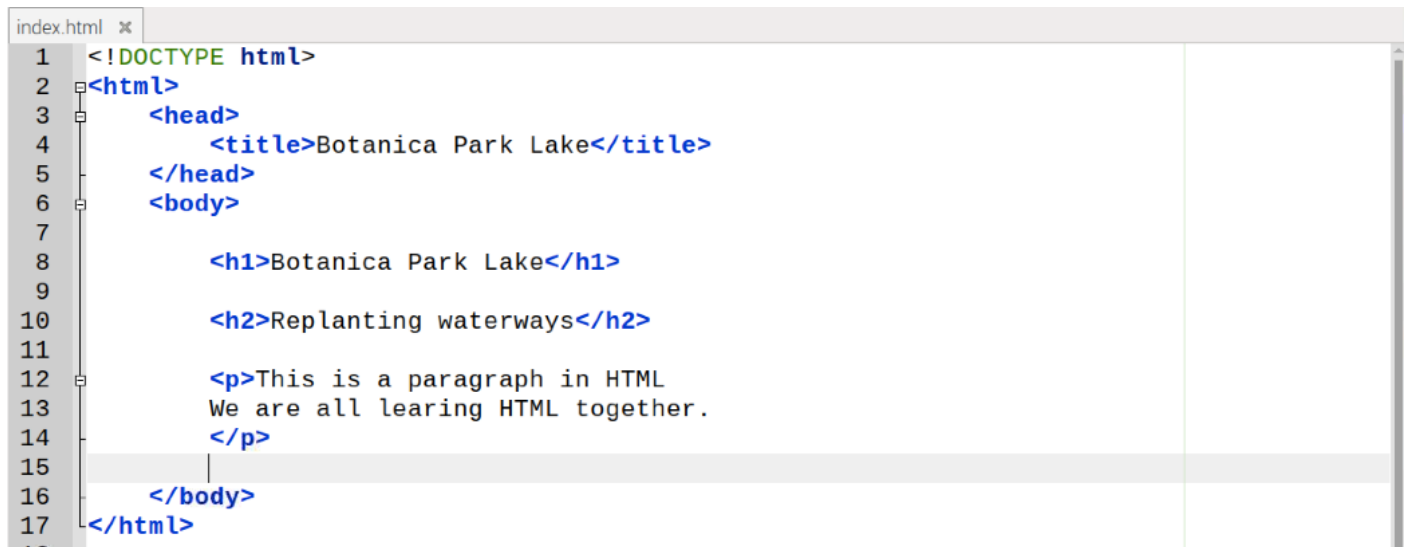 index.html ×
1 <!DOCTYPE html>
2 <html>
3 <head>
4 <title>Botanica Park Lake</title>
5 </head>
6 <body>
7
8 <h1>Botanica Park Lake</h1>
9
10 <h2>Replanting waterways</h2>
11
12 <p>This is a paragraph in HTML
13 We are all learing HTML together.
14 </p>
15
16 </body>
17 </html>